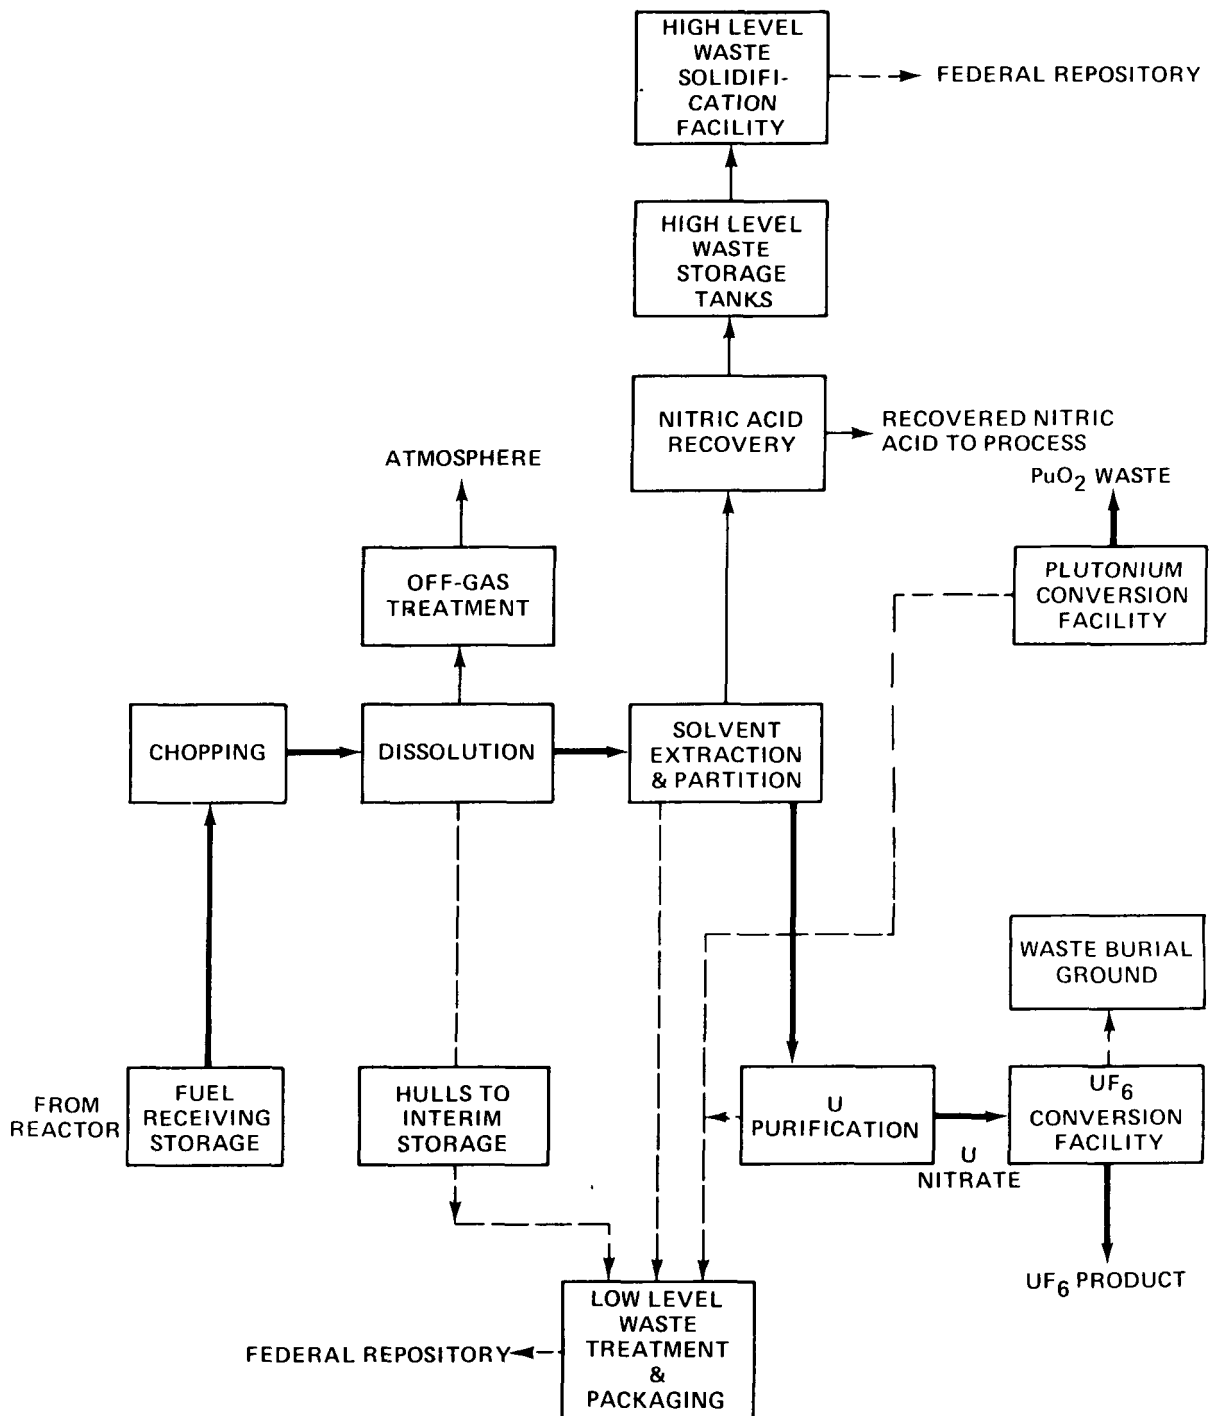 HIGH LEVEL
WASTE
SOLIDIFI-
CATION
FACILITY
FEDERAL REPOSITORY
HIGH LEVEL
WASTE
STORAGE
TANKS
NITRIC ACID
RECOVERY
RECOVERED NITRIC
ACID TO PROCESS
ATMOSPHERE
PuO2 WASTE
OFF-GAS
TREATMENT
PLUTONIUM
CONVERSION
FACILITY
CHOPPING
DISSOLUTION
SOLVENT
EXTRACTION
& PARTITION
WASTE BURIAL
GROUND
FROM
REACTOR
FUEL
RECEIVING
STORAGE
HULLS TO
INTERIM
STORAGE
U
PURIFICATION
U
NITRATE
UF6
CONVERSION
FACILITY
UF6 PRODUCT
LOW LEVEL
WASTE
TREATMENT
&
PACKAGING
FEDERAL REPOSITORY